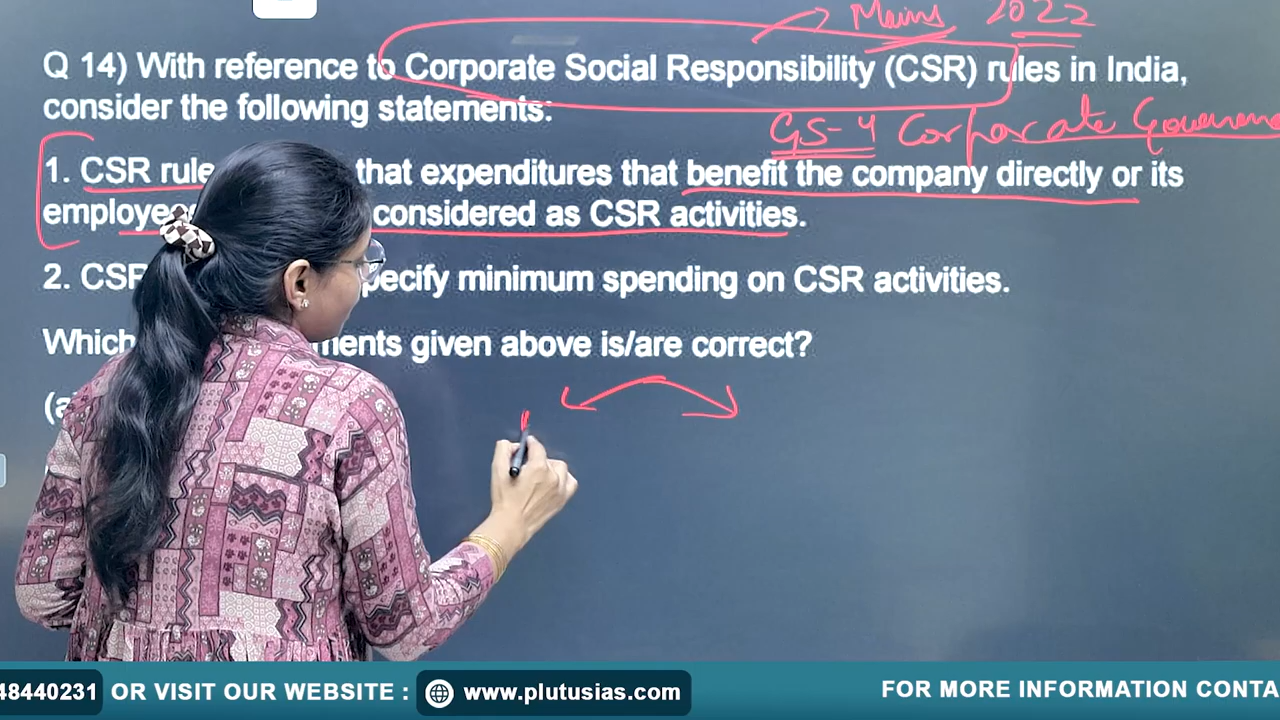 Mains 2022
Q 14) With reference to Corporate Social Responsibility (CSR) rules in India,
consider the following statements:
GS-4 Corporate Governanc
1. CSR rule that expenditures that benefit the company directly or its
employees considered as CSR activities.
2. CSR pecify minimum spending on CSR activities.
Which ments given above is/are correct?
(a
48440231 OR VISIT OUR WEBSITE : www.plutusias.com FOR MORE INFORMATION CONTA